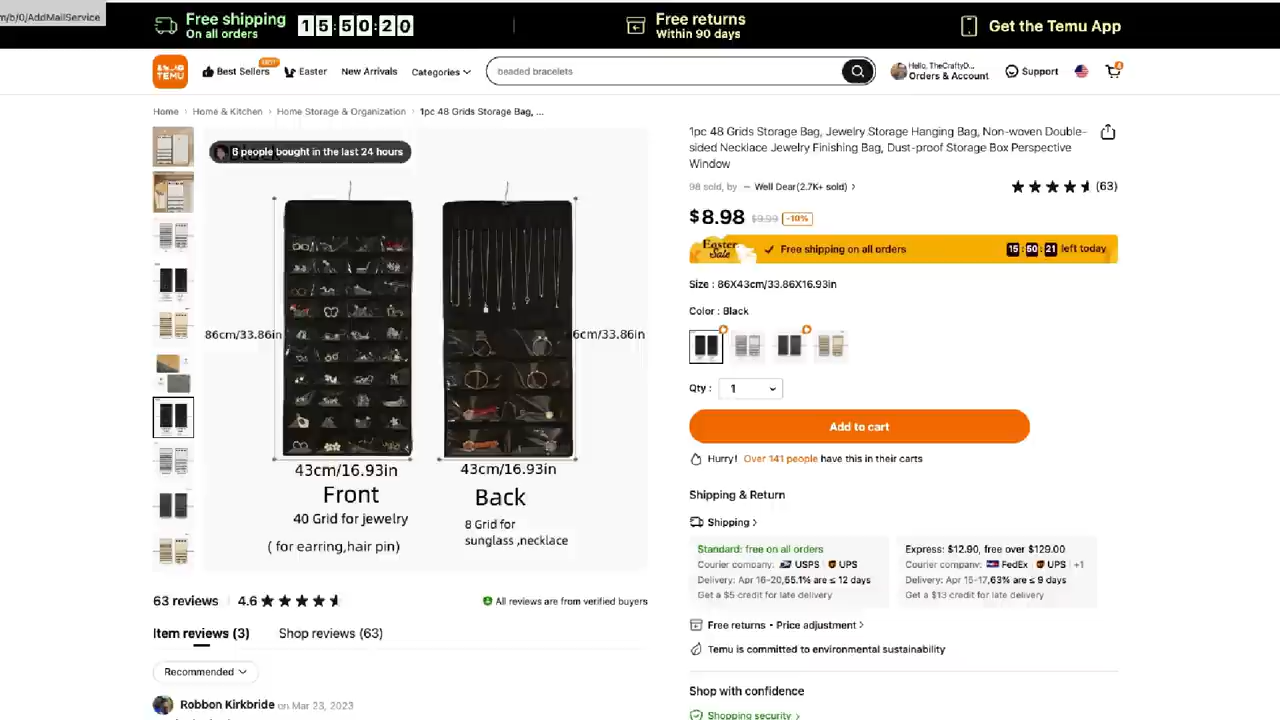 m/b/0/AddMailService
Free shipping
On all orders
15:50:20
Free returns
Within 90 days
Get the Temu App
TEMU
Best Sellers
HOT
Easter
New Arrivals
Categories
beaded bracelets
Hello, TheCraftyD...
Orders & Account
Support
Home > Home & Kitchen > Home Storage & Organization > 1pc 48 Grids Storage Bag, ...
6 people bought in the last 24 hours
86cm/33.86in
6cm/33.86in
43cm/16.93in
43cm/16.93in
Front
Back
40 Grid for jewelry
( for earring,hair pin)
8 Grid for
sunglass ,necklace
63 reviews
4.6
All reviews are from verified buyers
Item reviews (3)
Shop reviews (63)
Recommended
Robbon Kirkbride on Mar 23, 2023
1pc 48 Grids Storage Bag, Jewelry Storage Hanging Bag, Non-woven Double-
sided Necklace Jewelry Finishing Bag, Dust-proof Storage Box Perspective
Window
98 sold, by
Well Dear(2.7K+ sold) >
(63)
$8.98 $9.99 -10%
Easter
Sale
Free shipping on all orders
15:50:21 left today
Size : 86X43cm/33.86X16.93in
Color : Black
Qty : 1
Add to cart
Hurry! Over 141 people have this in their carts
Shipping & Return
Shipping >
Standard: free on all orders
Courier company: USPS UPS
Delivery: Apr 16-20,55.1% are ≤ 12 days
Get a $5 credit for late delivery
Express: $12.90, free over $129.00
Courier company: FedEx UPS +1
Delivery: Apr 15-17,63% are ≤ 9 days
Get a $13 credit for late delivery
Free returns • Price adjustment >
Temu is committed to environmental sustainability
Shop with confidence
Shopping security >